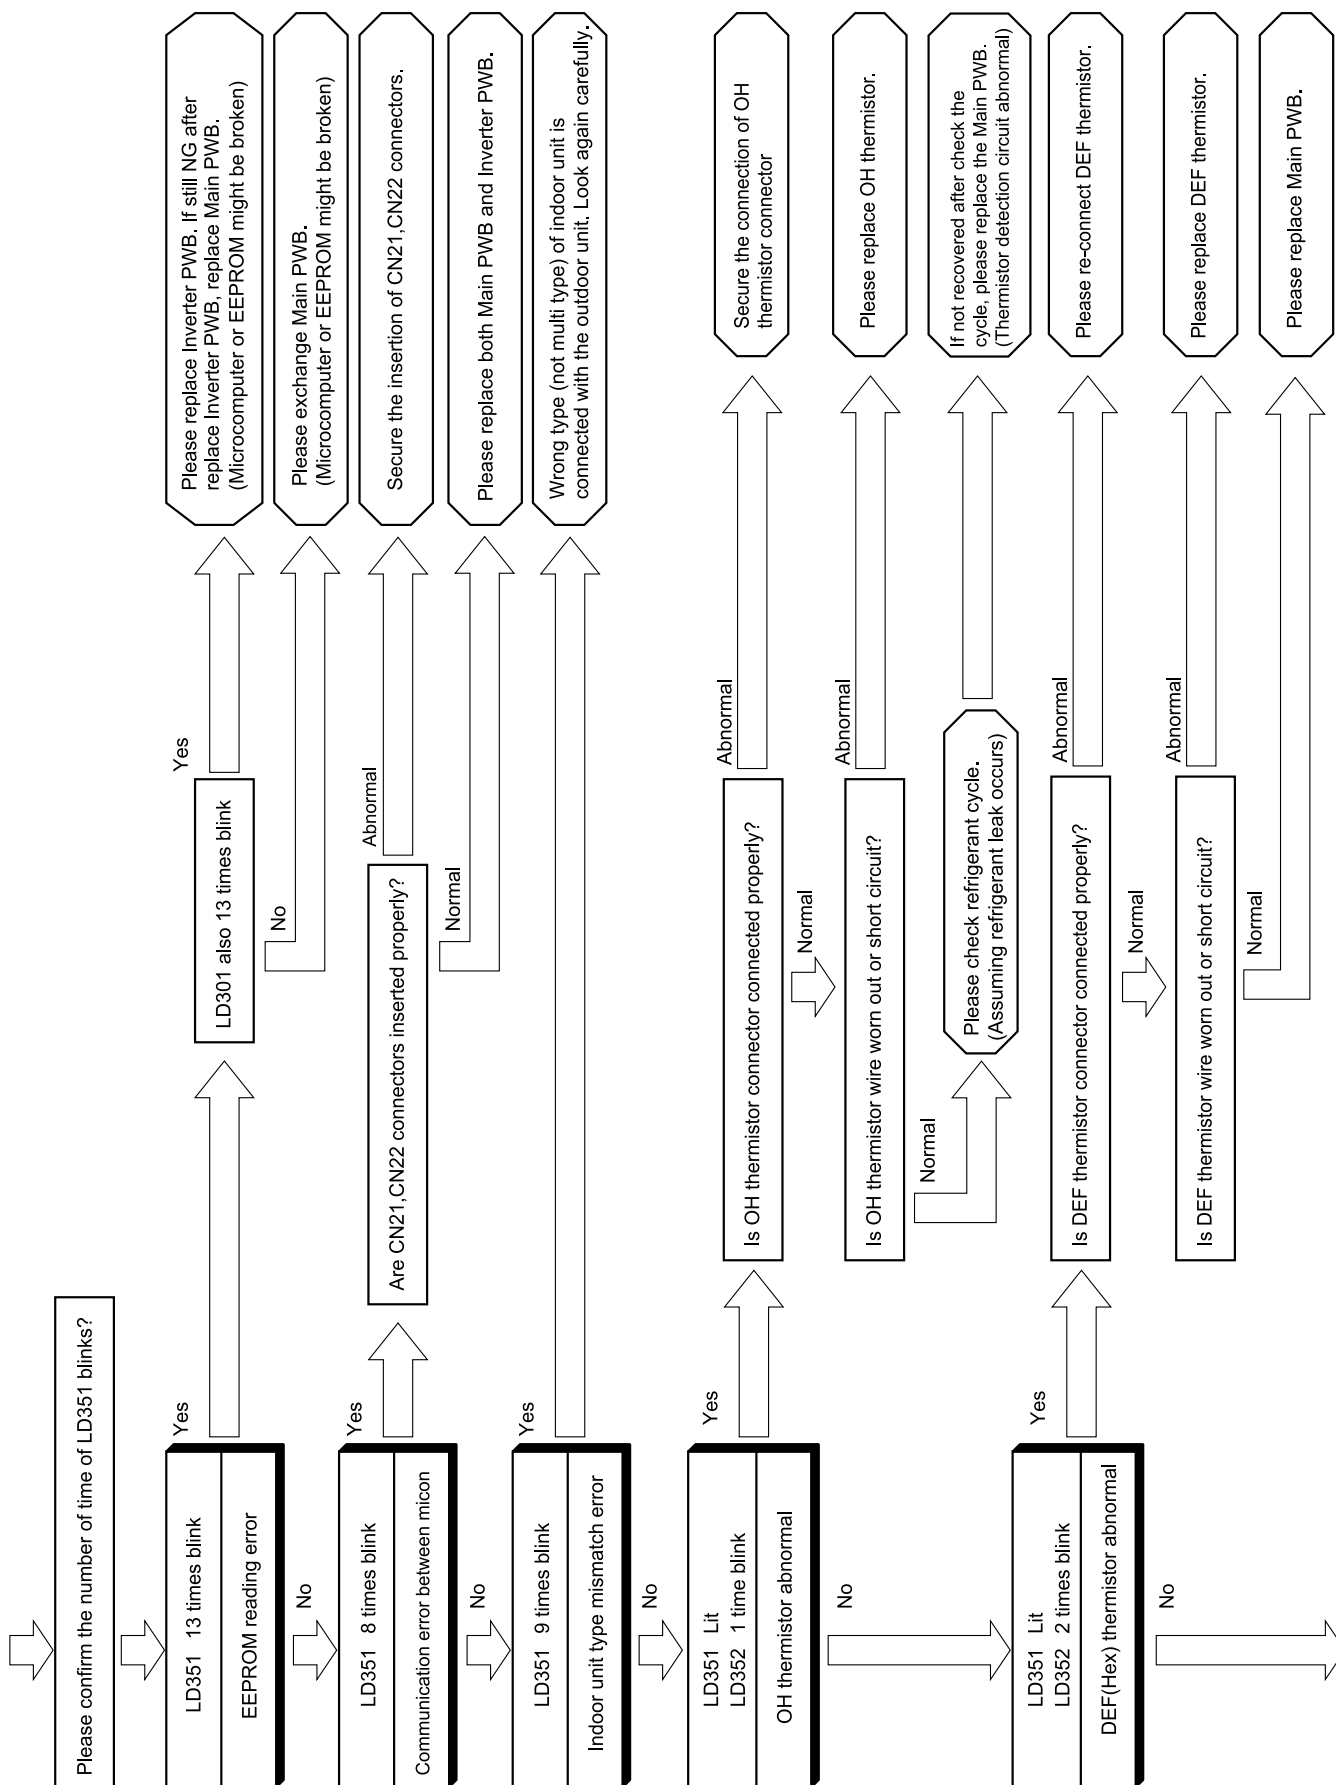 Please confirm the number of time of LD351 blinks?
LD351 13 times blink
EEPROM reading error
Yes
LD301 also 13 times blink
Yes
Please replace Inverter PWB. If still NG after
replace Inverter PWB, replace Main PWB.
(Microcomputer or EEPROM might be broken)
No
Please exchange Main PWB.
(Microcomputer or EEPROM might be broken)
No
LD351 8 times blink
Communication error between micon
Yes
Are CN21,CN22 connectors inserted properly?
Abnormal
Secure the insertion of CN21,CN22 connectors.
Normal
Please replace both Main PWB and Inverter PWB.
No
LD351 9 times blink
Indoor unit type mismatch error
Yes
Wrong type (not multi type) of indoor unit is
connected with the outdoor unit. Look again carefully.
No
LD351 Lit
LD352 1 time blink
OH thermistor abnormal
Yes
Is OH thermistor connector connected properly?
Abnormal
Secure the connection of OH
thermistor connector
Normal
Is OH thermistor wire worn out or short circuit?
Abnormal
Please replace OH thermistor.
Normal
Please check refrigrant cycle.
(Assuming refrigrant leak occurs)
If not recovered after check the
cycle, please replace the Main PWB.
(Thermistor detection circuit abnormal)
No
LD351 Lit
LD352 2 times blink
DEF(Hex) thermistor abnormal
Yes
Is DEF thermistor connector connected properly?
Abnormal
Please re-connect DEF thermistor.
Normal
Is DEF thermistor wire worn out or short circuit?
Abnormal
Please replace DEF thermistor.
Normal
Please replace Main PWB.
No